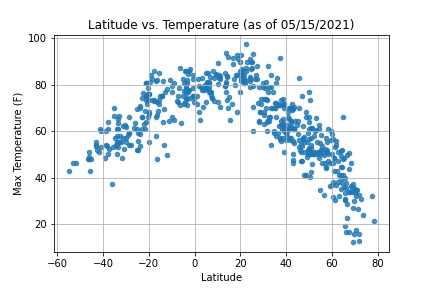 Latitude vs. Temperature (as of 05/15/2021)
100
80
60
40
20
Max Temperature (F)
−60 −40 −20 0 20 40 60 80
Latitude